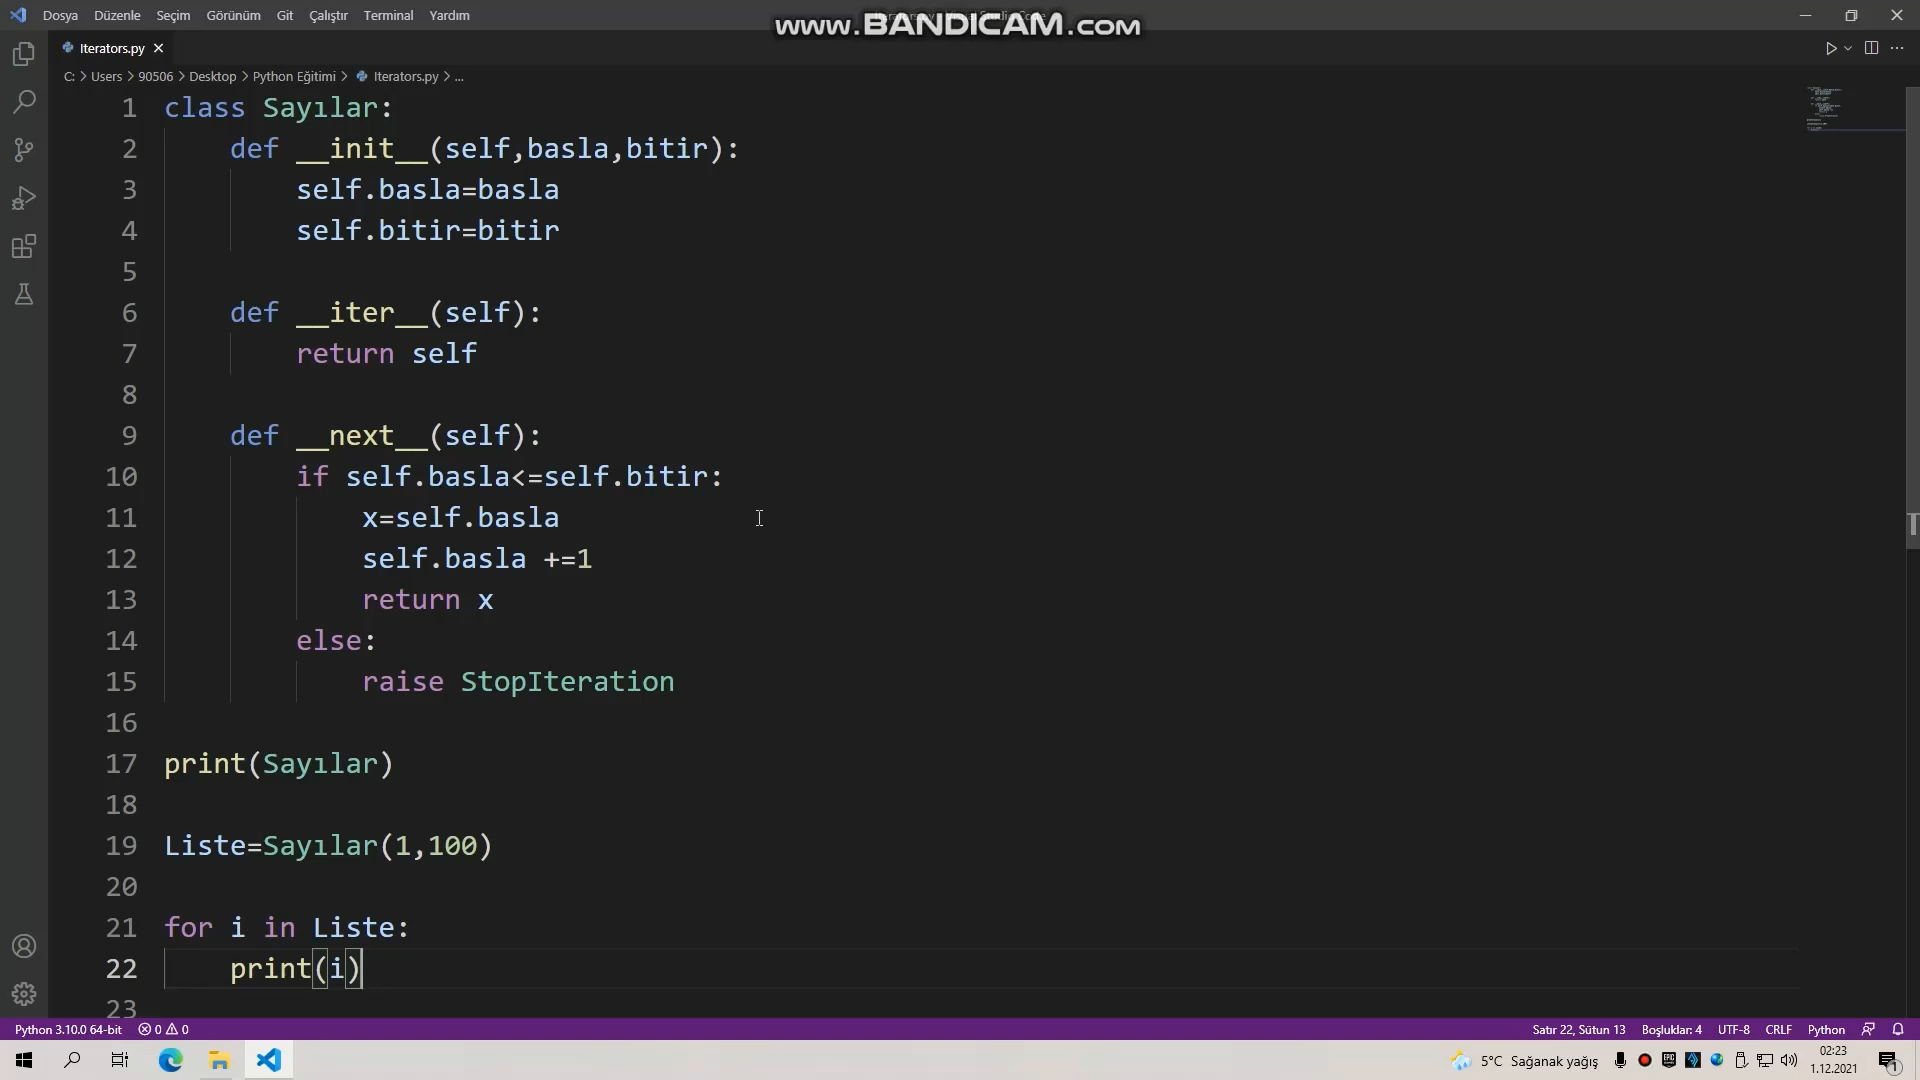 Dosya Düzenle Seçim Görünüm Git Çalıştır Terminal Yardım
www.BANDICAM.com
Iterators.py
C: > Users > 90506 > Desktop > Python Eğitimi > Iterators.py > ...
1 class Sayılar:
2     def __init__(self,basla,bitir):
3         self.basla=basla
4         self.bitir=bitir
5
6     def __iter__(self):
7         return self
8
9     def __next__(self):
10         if self.basla<=self.bitir:
11             x=self.basla
12             self.basla +=1
13             return x
14         else:
15             raise StopIteration
16
17 print(Sayılar)
18
19 Liste=Sayılar(1,100)
20
21 for i in Liste:
22     print(i)
23
Python 3.10.0 64-bit 0 0 Satır 22, Sütun 13 Boşluklar: 4 UTF-8 CRLF Python
5°C Sağanak yağış 02:23
1.12.2021 1